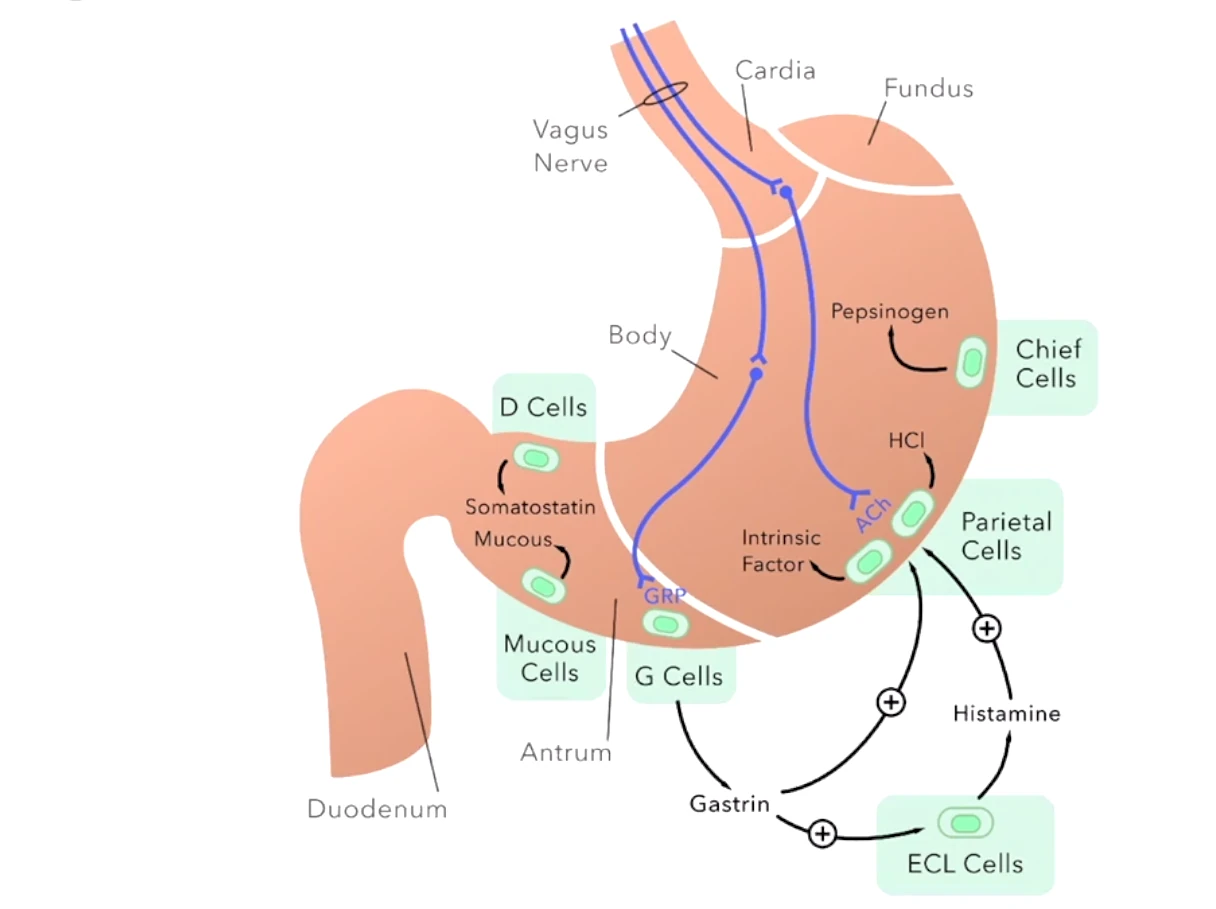 Cardia
Fundus
Vagus
Nerve
Pepsinogen
Body
Chief
Cells
D Cells
HCl
Somatostatin
ACh
Parietal
Cells
Mucous
Intrinsic
Factor
GRP
Mucous
Cells
G Cells
Histamine
Antrum
Gastrin
Duodenum
ECL Cells